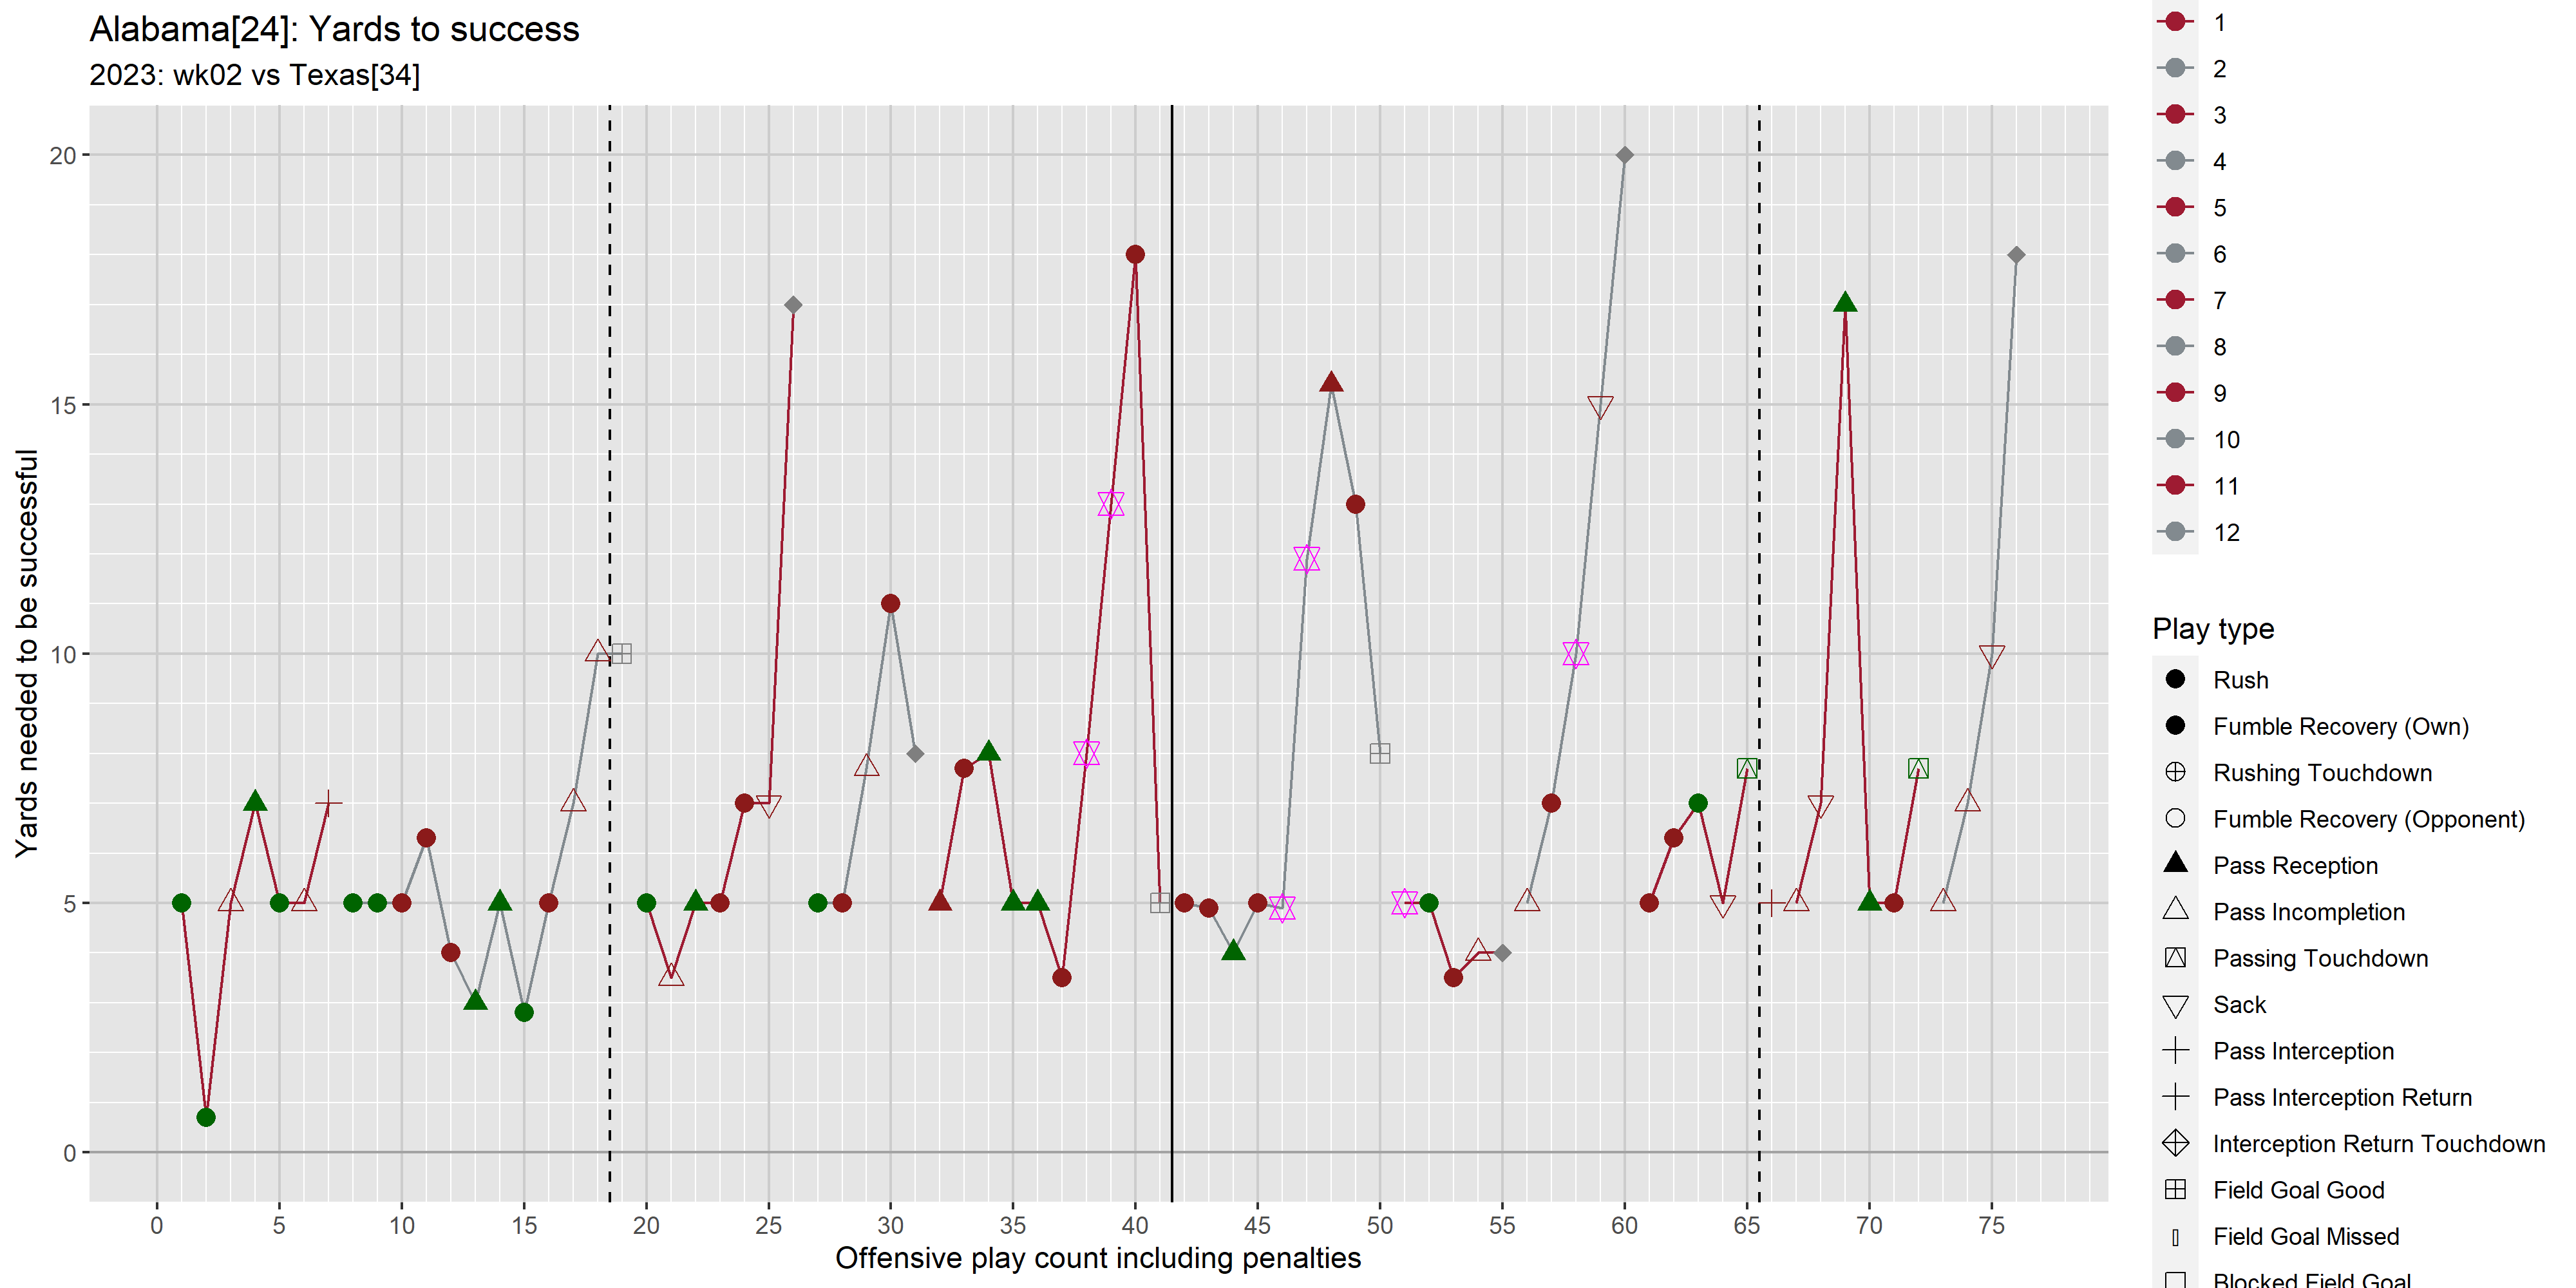 Alabama[24]: Yards to success
2023: wk02 vs Texas[34]
Yards needed to be successful
20
15
10
5
0
0 5 10 15 20 25 30 35 40 45 50 55 60 65 70 75
Offensive play count including penalties
1
2
3
4
5
6
7
8
9
10
11
12
Play type
Rush
Fumble Recovery (Own)
Rushing Touchdown
Fumble Recovery (Opponent)
Pass Reception
Pass Incompletion
Passing Touchdown
Sack
Pass Interception
Pass Interception Return
Interception Return Touchdown
Field Goal Good
Field Goal Missed
Blocked Field Goal